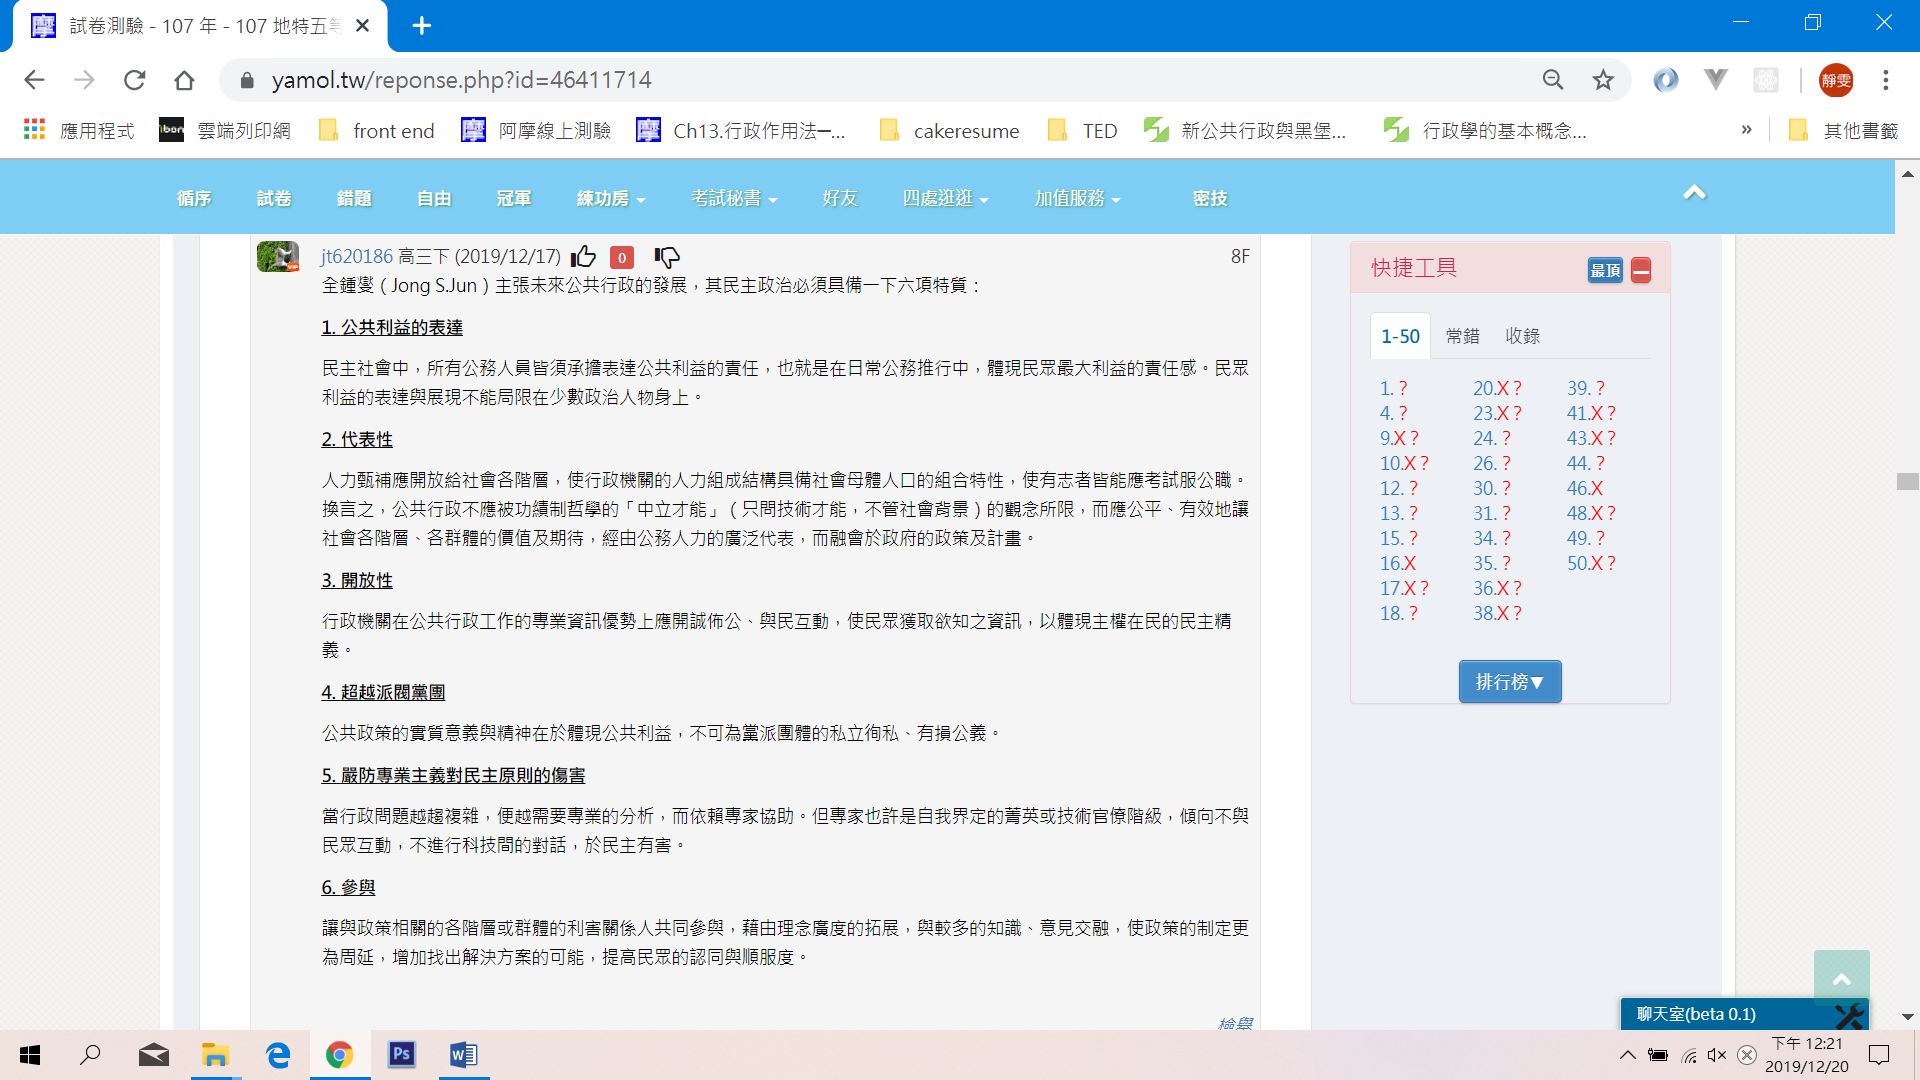 試卷測驗 - 107 年 - 107 地特五等
yamol.tw/reponse.php?id=46411714
靜雯
應用程式 ibon 雲端列印網 front end 阿摩線上測驗 Ch13.行政作用法─... cakeresume TED 新公共行政與黑堡... 行政學的基本概念... » 其他書籤
循序 試卷 錯題 自由 冠軍 練功房 考試秘書 好友 四處逛逛 加值服務 密技
jt620186 高三下 (2019/12/17) 0 8F
全鍾燮（Jong S.Jun）主張未來公共行政的發展，其民主政治必須具備一下六項特質：
1. 公共利益的表達
民主社會中，所有公務人員皆須承擔表達公共利益的責任，也就是在日常公務推行中，體現民眾最大利益的責任感。民眾
利益的表達與展現不能局限在少數政治人物身上。
2. 代表性
人力甄補應開放給社會各階層，使行政機關的人力組成結構具備社會母體人口的組合特性，使有志者皆能應考試服公職。
換言之，公共行政不應被功績制哲學的「中立才能」（只問技術才能，不管社會背景）的觀念所限，而應公平、有效地讓
社會各階層、各群體的價值及期待，經由公務人力的廣泛代表，而融會於政府的政策及計畫。
3. 開放性
行政機關在公共行政工作的專業資訊優勢上應開誠佈公、與民互動，使民眾獲取欲知之資訊，以體現主權在民的民主精
義。
4. 超越派閥黨團
公共政策的實質意義與精神在於體現公共利益，不可為黨派團體的私立徇私、有損公義。
5. 嚴防專業主義對民主原則的傷害
當行政問題越趨複雜，便越需要專業的分析，而依賴專家協助。但專家也許是自我界定的菁英或技術官僚階級，傾向不與
民眾互動，不進行科技間的對話，於民主有害。
6. 參與
讓與政策相關的各階層或群體的利害關係人共同參與，藉由理念廣度的拓展，與較多的知識、意見交融，使政策的制定更
為周延，增加找出解決方案的可能，提高民眾的認同與順服度。
檢舉
快捷工具 最頂
1-50 常錯 收錄
1. ? 20.X ? 39. ?
4. ? 23.X ? 41.X ?
9.X ? 24. ? 43.X ?
10.X ? 26. ? 44. ?
12. ? 30. ? 46.X
13. ? 31. ? 48.X ?
15. ? 34. ? 49. ?
16.X 35. ? 50.X ?
17.X ? 36.X ?
18. ? 38.X ?
排行榜▼
聊天室(beta 0.1)
Ps
下午 12:21
2019/12/20